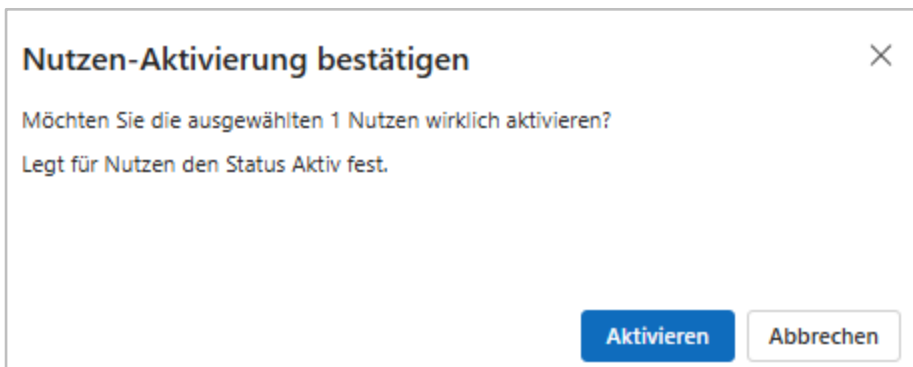 Nutzen-Aktivierung bestätigen
Möchten Sie die ausgewählten 1 Nutzen wirklich aktivieren?
Legt für Nutzen den Status Aktiv fest.
Aktivieren Abbrechen